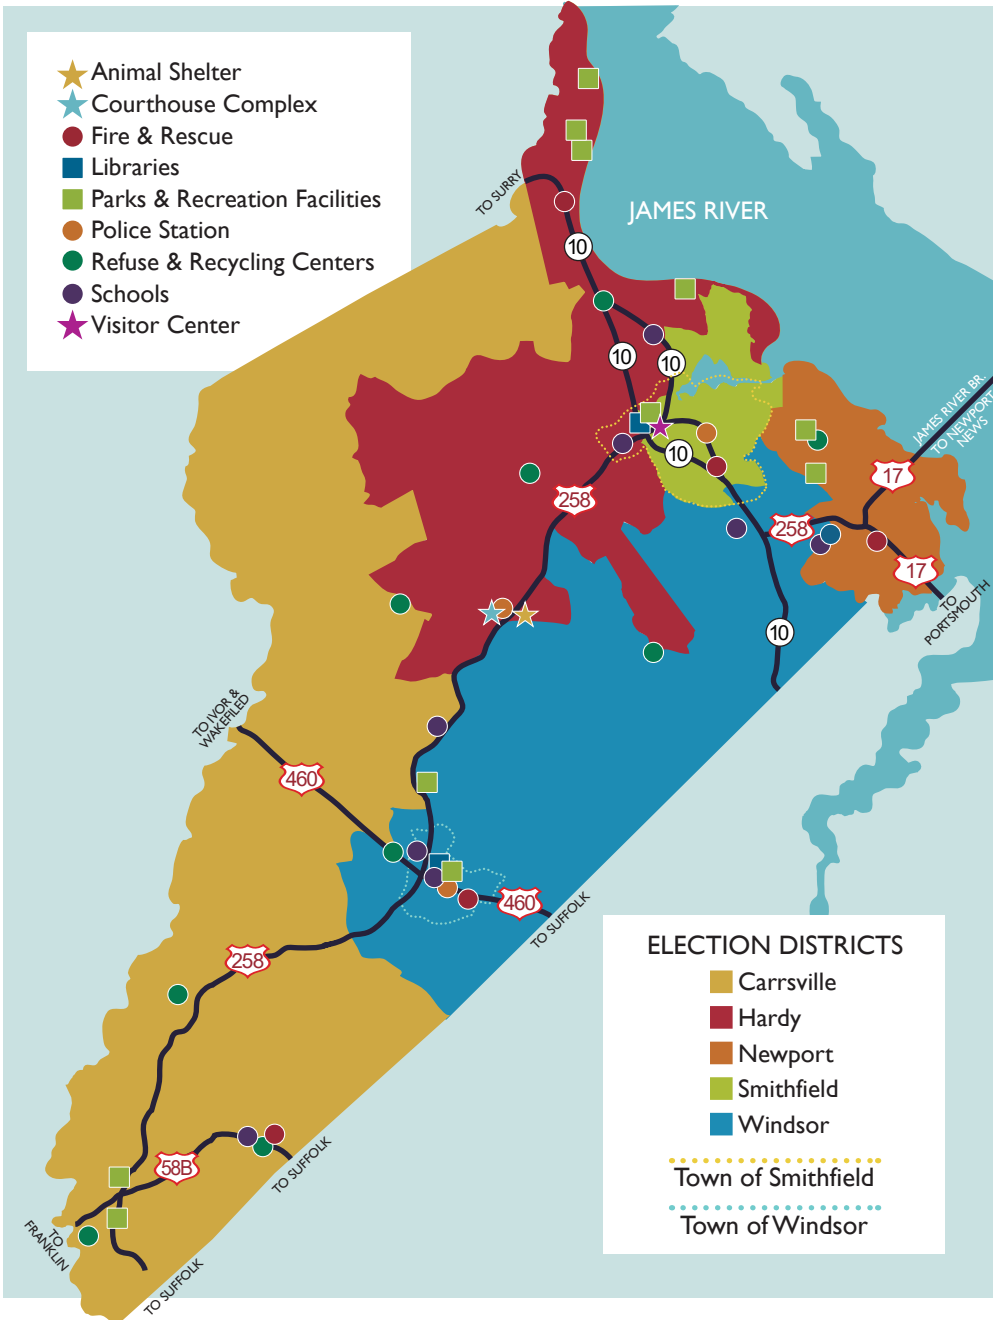 Animal Shelter
Courthouse Complex
Fire & Rescue
Libraries
Parks & Recreation Facilities
Police Station
Refuse & Recycling Centers
Schools
Visitor Center
TO SURRY
JAMES RIVER
10
10
10
JAMES RIVER BR.
TO NEWPORT
NEWS
10
17
258
258
17
TO
PORTSMOUTH
10
TO IVOR &
WAKEFILED
460
460
TO SUFFOLK
258
ELECTION DISTRICTS
Carrsville
Hardy
Newport
Smithfield
Windsor
Town of Smithfield
Town of Windsor
58B
TO SUFFOLK
TO
FRANKLIN
TO SUFFOLK